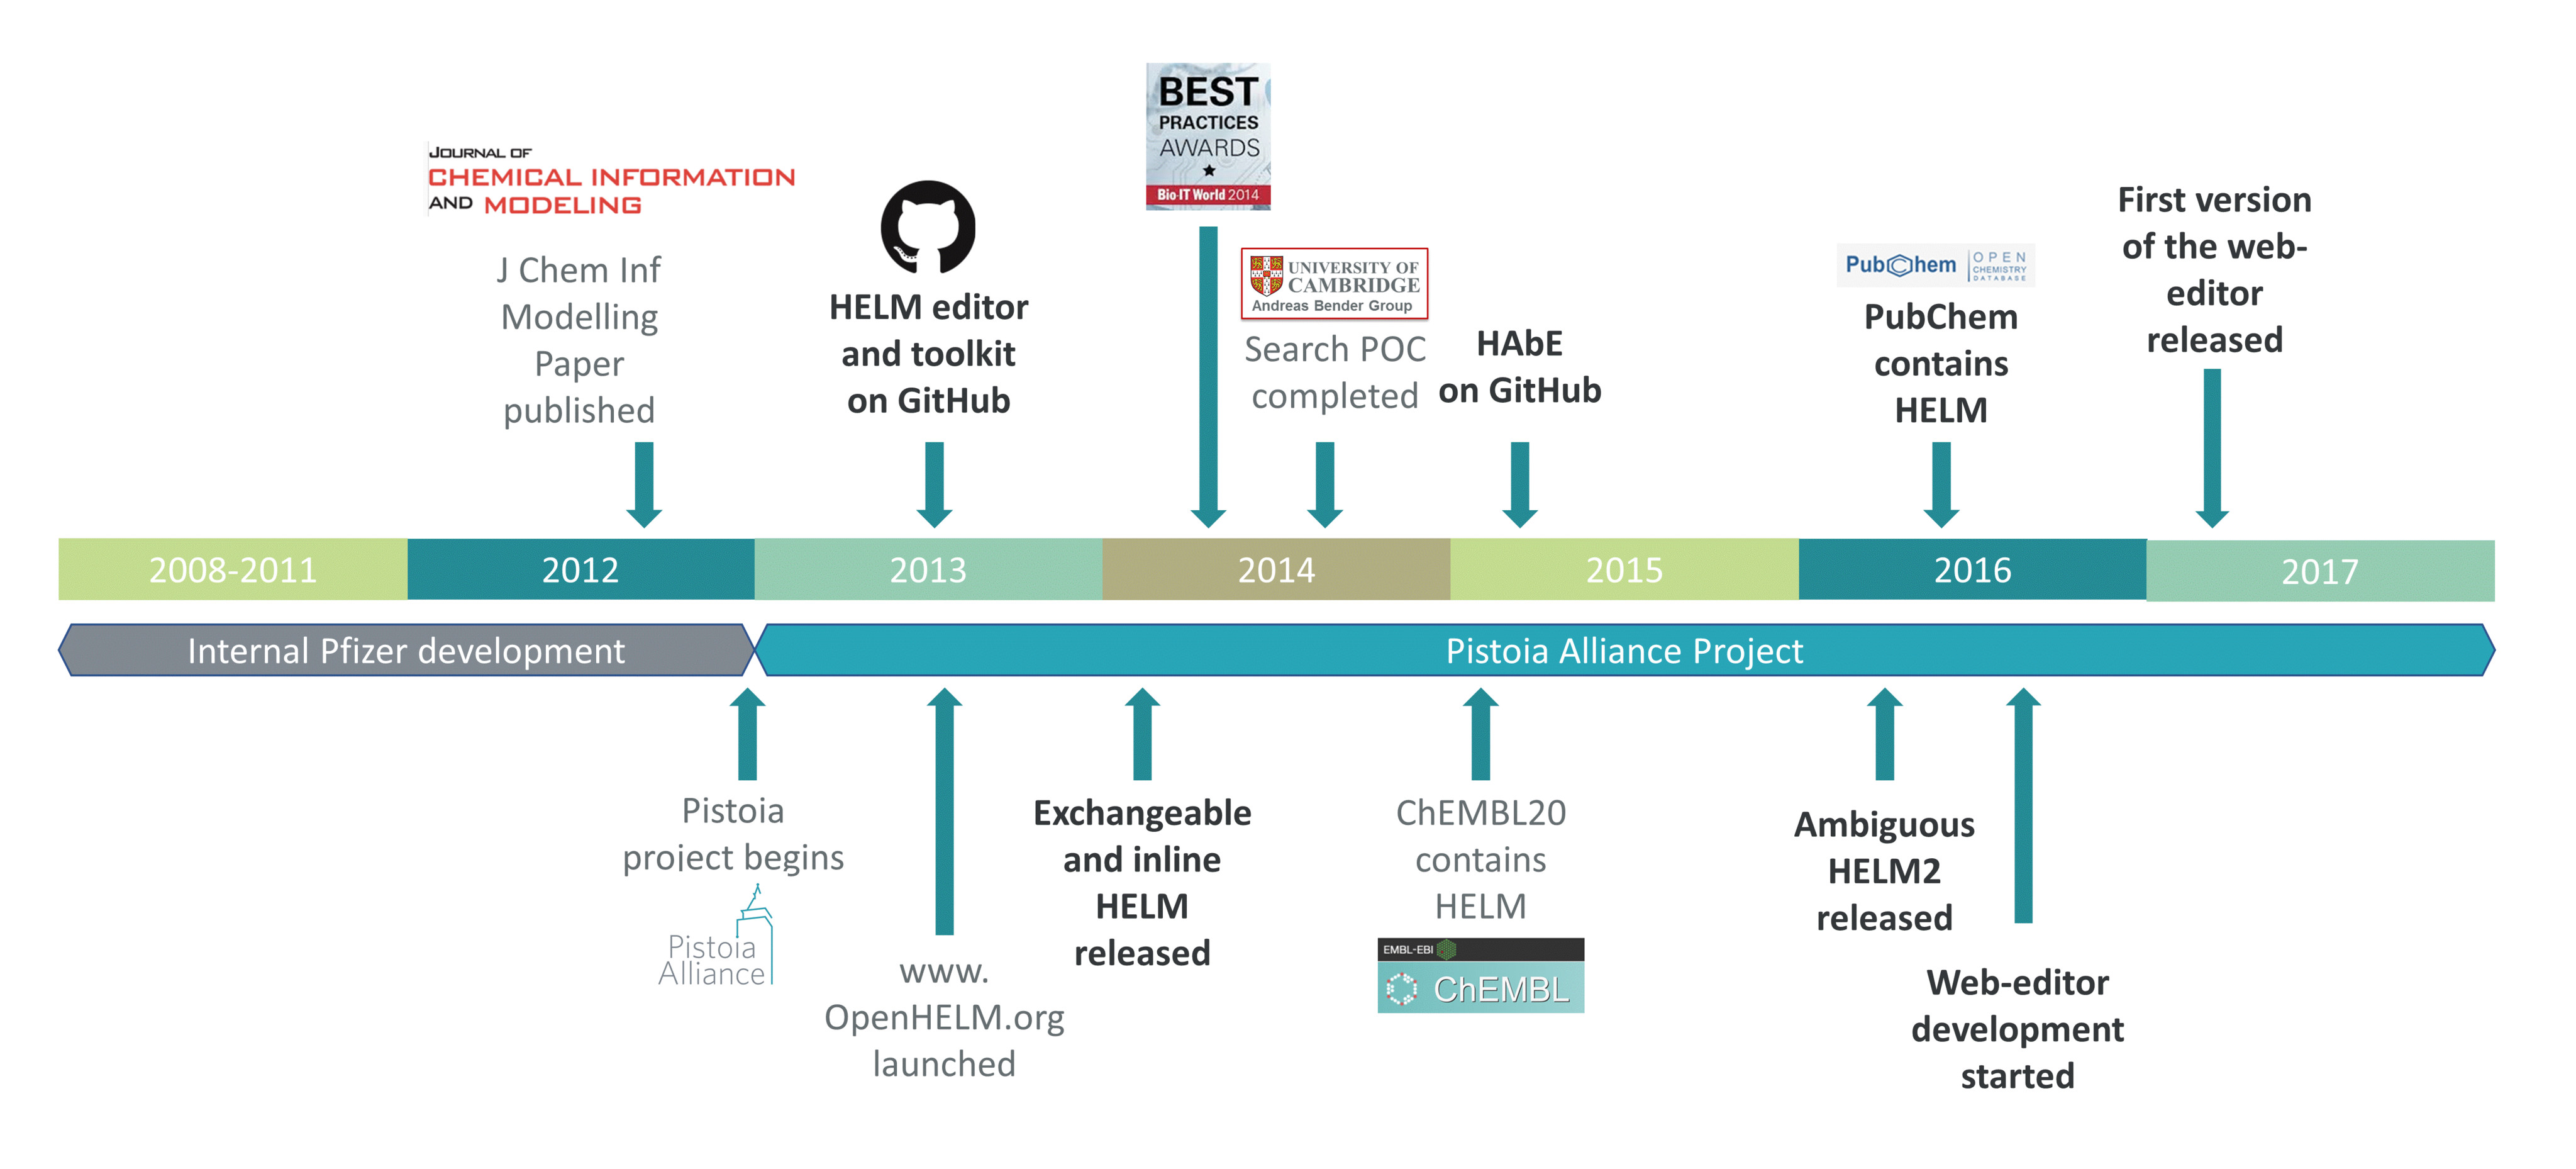 JOURNAL OF
CHEMICAL INFORMATION
AND MODELING
J Chem Inf
Modelling
Paper
published
HELM editor
and toolkit
on GitHub
BEST
PRACTICES
AWARDS
Bio-IT World 2014
UNIVERSITY OF
CAMBRIDGE
Andreas Bender Group
Search POC
completed
HAbE
on GitHub
PubChem
OPEN
CHEMISTRY
DATABASE
PubChem
contains
HELM
First version
of the web-
editor
released
2008-2011
2012
2013
2014
2015
2016
2017
Internal Pfizer development
Pistoia Alliance Project
Pistoia
project begins
Pistoia
Alliance
www.
OpenHELM.org
launched
Exchangeable
and inline
HELM
released
ChEMBL20
contains
HELM
EMBL-EBI
ChEMBL
Ambiguous
HELM2
released
Web-editor
development
started